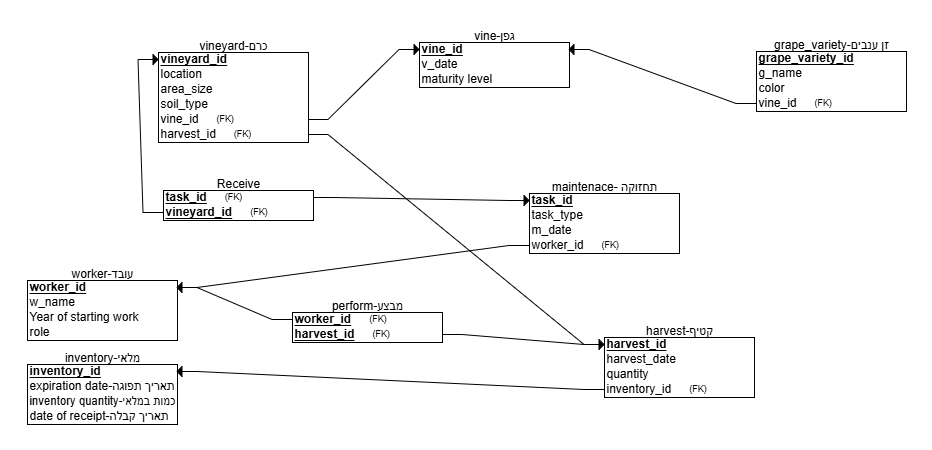 vineyard-כרם
vineyard_id
location
area_size
soil_type
vine_id (FK)
harvest_id (FK)
vine-גפן
vine_id
v_date
maturity level
grape_variety-זן ענבים
grape_variety_id
g_name
color
vine_id (FK)
Receive
task_id (FK)
vineyard_id (FK)
maintenace- תחזוקה
task_id
task_type
m_date
worker_id (FK)
worker-עובד
worker_id
w_name
Year of starting work
role
perform-מבצע
worker_id (FK)
harvest_id (FK)
harvest-קטיף
harvest_id
harvest_date
quantity
inventory_id (FK)
inventory-מלאי
inventory_id
expiration date-תאריך תפוגה
inventory quantity-כמות במלאי
date of receipt-תאריך קבלה